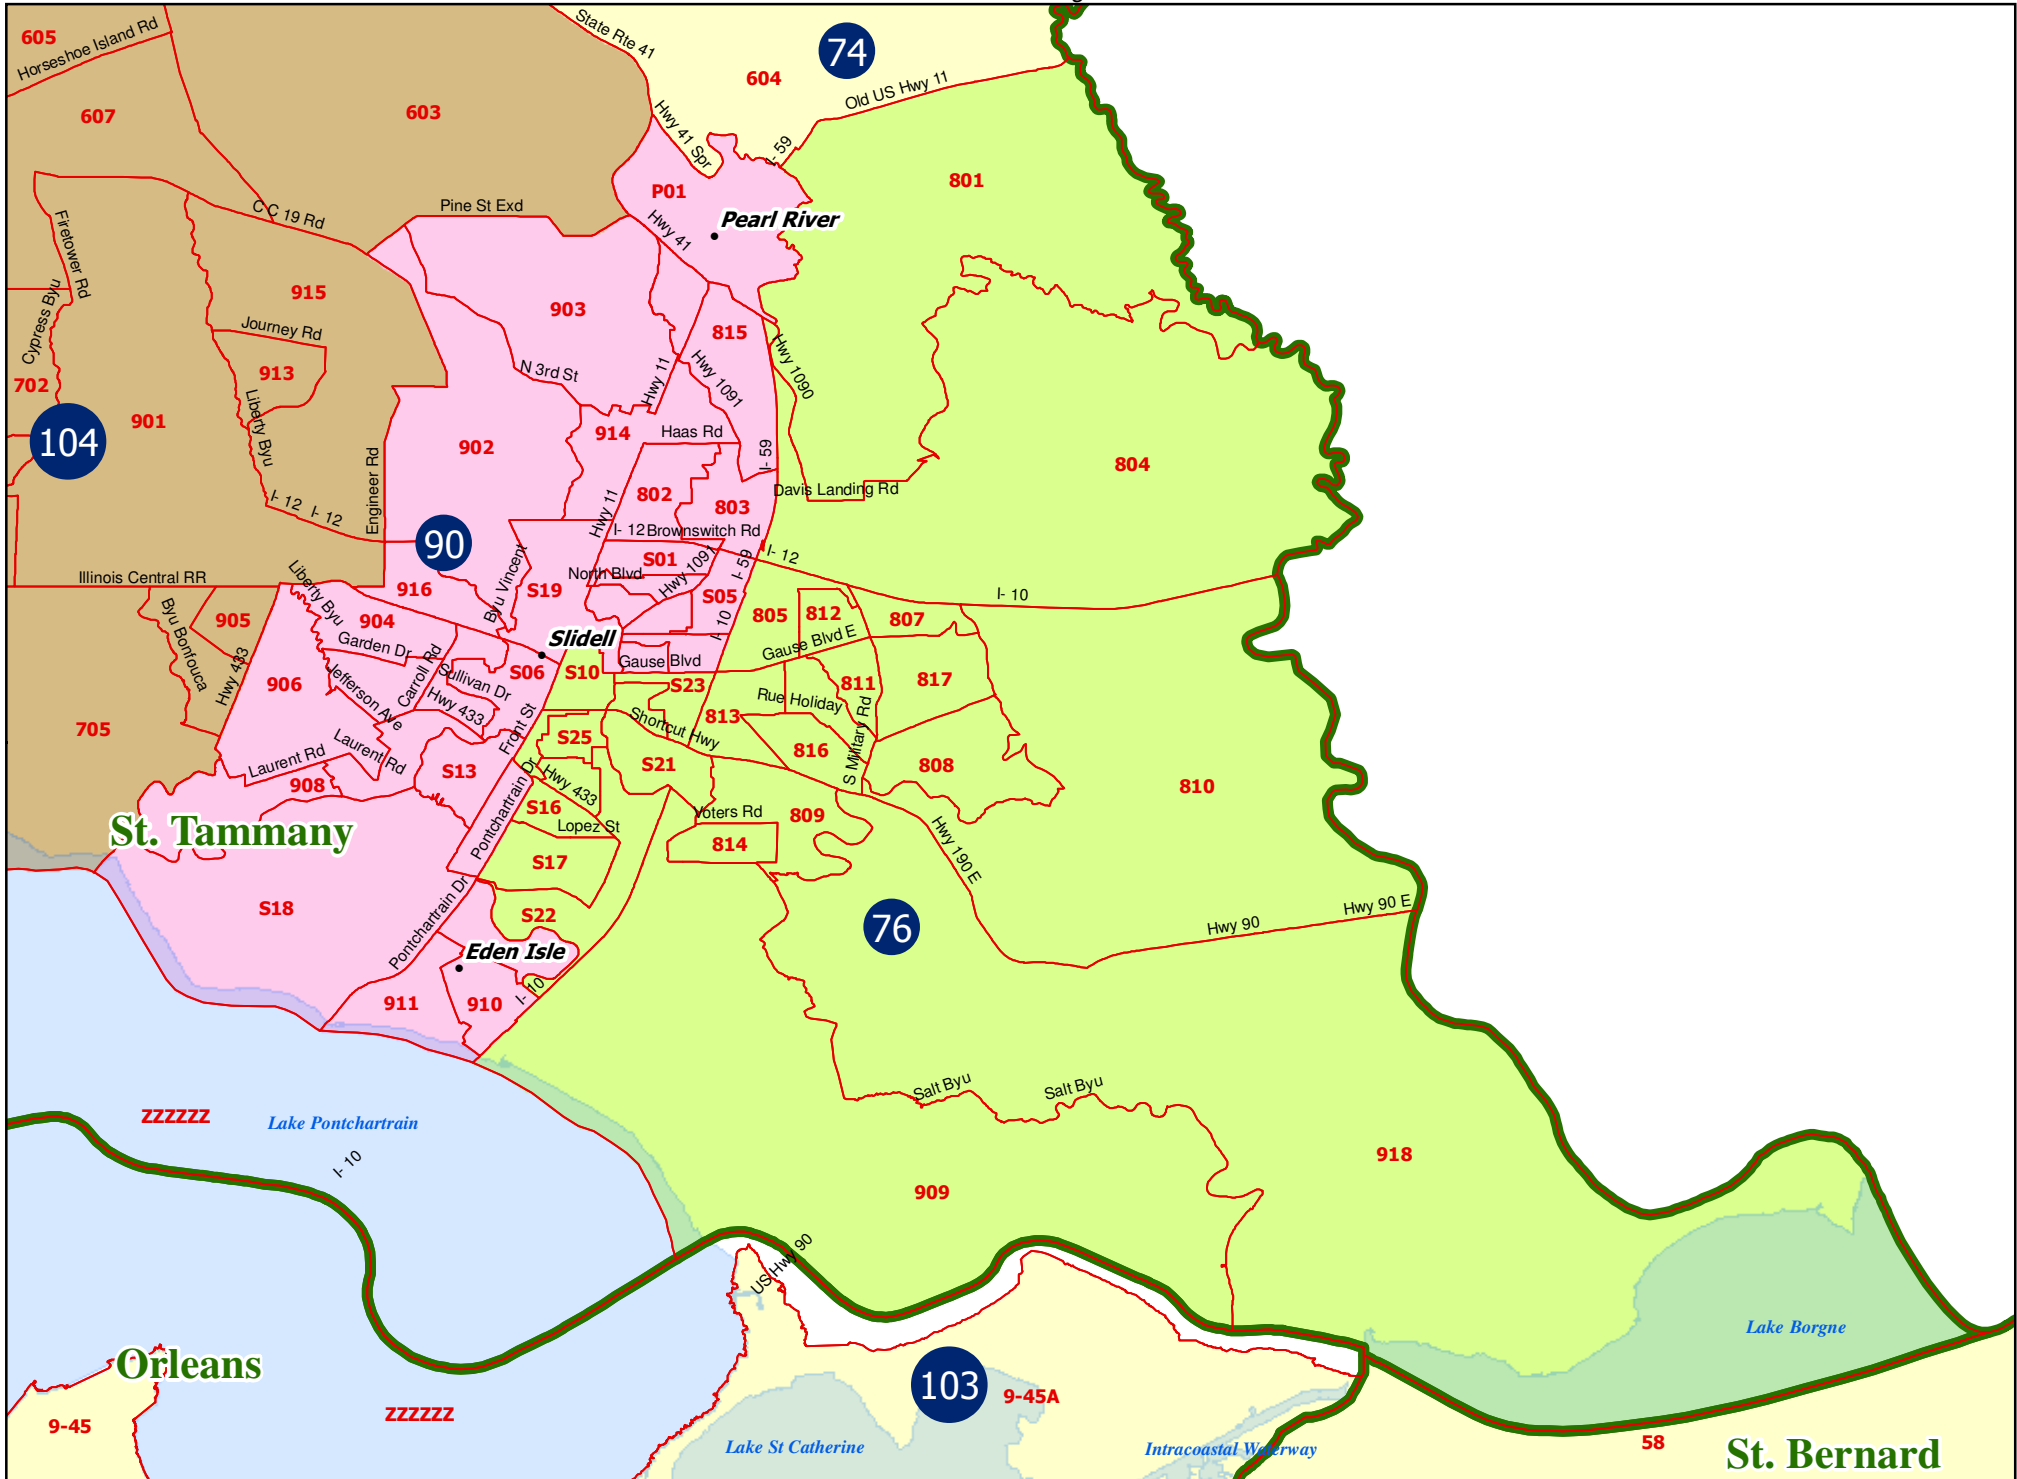 605
Horseshoe Island Rd
State Rte 41
74
604
Old US Hwy 11
607
603
Hwy 41 Spr
I- 59
P01
801
Pearl River
Pine St Exd
C C 19 Rd
Hwy 41
Firetower Rd
Cypress Byu
915
903
815
Journey Rd
913
702
N 3rd St
Hwy 11
Hwy 1091
Hwy 1090
104
901
Liberty Byu
902
914
Haas Rd
I- 59
804
Engineer Rd
802
Davis Landing Rd
803
I- 12
I- 12
Hwy 11
I- 12
Brownswitch Rd
90
S01
I- 12
Illinois Central RR
Liberty Byu
916
Byu Vincent
S19
North Blvd
Hwy 1091
I- 59
S05
I- 10
Byu Bonfouca
905
904
Garden Dr
Slidell
I- 10
805
812
807
Gause Blvd E
Hwy 433
906
Jefferson Ave
Carroll Rd
Sullivan Dr
S06
S10
Gause Blvd
S23
811
817
Rue Holiday
705
Hwy 433
Front St
Shortcut Hwy
813
S Military Rd
Laurent Rd
Laurent Rd
S25
816
908
S13
Pontchartrain Dr
Hwy 433
S21
808
810
St. Tammany
S16
Lopez St
Voters Rd
809
814
Hwy 190 E
S17
S18
Pontchartrain Dr
S22
76
Hwy 90
Hwy 90 E
Eden Isle
911
910
I- 10
Salt Byu
Salt Byu
zzzzzz
Lake Pontchartrain
I- 10
918
909
US Hwy 90
Lake Borgne
Orleans
103
9-45A
9-45
zzzzzz
Lake St Catherine
Intracoastal Waterway
58
St. Bernard